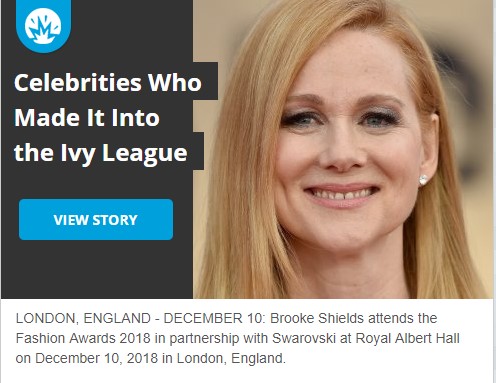 Celebrities Who
Made It Into
the Ivy League
VIEW STORY
LONDON, ENGLAND - DECEMBER 10: Brooke Shields attends the
Fashion Awards 2018 in partnership with Swarovski at Royal Albert Hall
on December 10, 2018 in London, England.